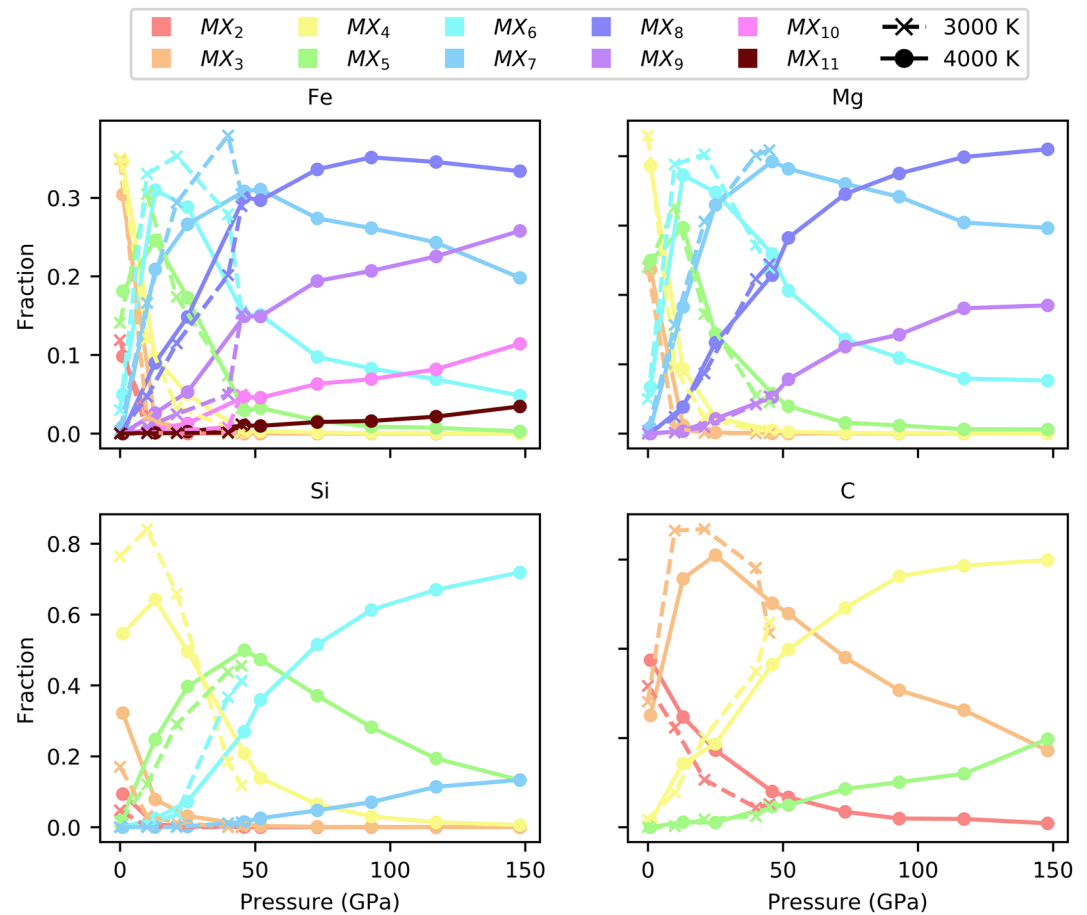 MX₂ MX₄ MX₆ MX₈ MX₁₀ 3000 K
MX₃ MX₅ MX₇ MX₉ MX₁₁ 4000 K
Fe Mg
0.3
0.2
0.1
0.0
Fraction
Si C
0.8
0.6
0.4
0.2
0.0
Fraction
0 50 100 150 0 50 100 150
Pressure (GPa) Pressure (GPa)